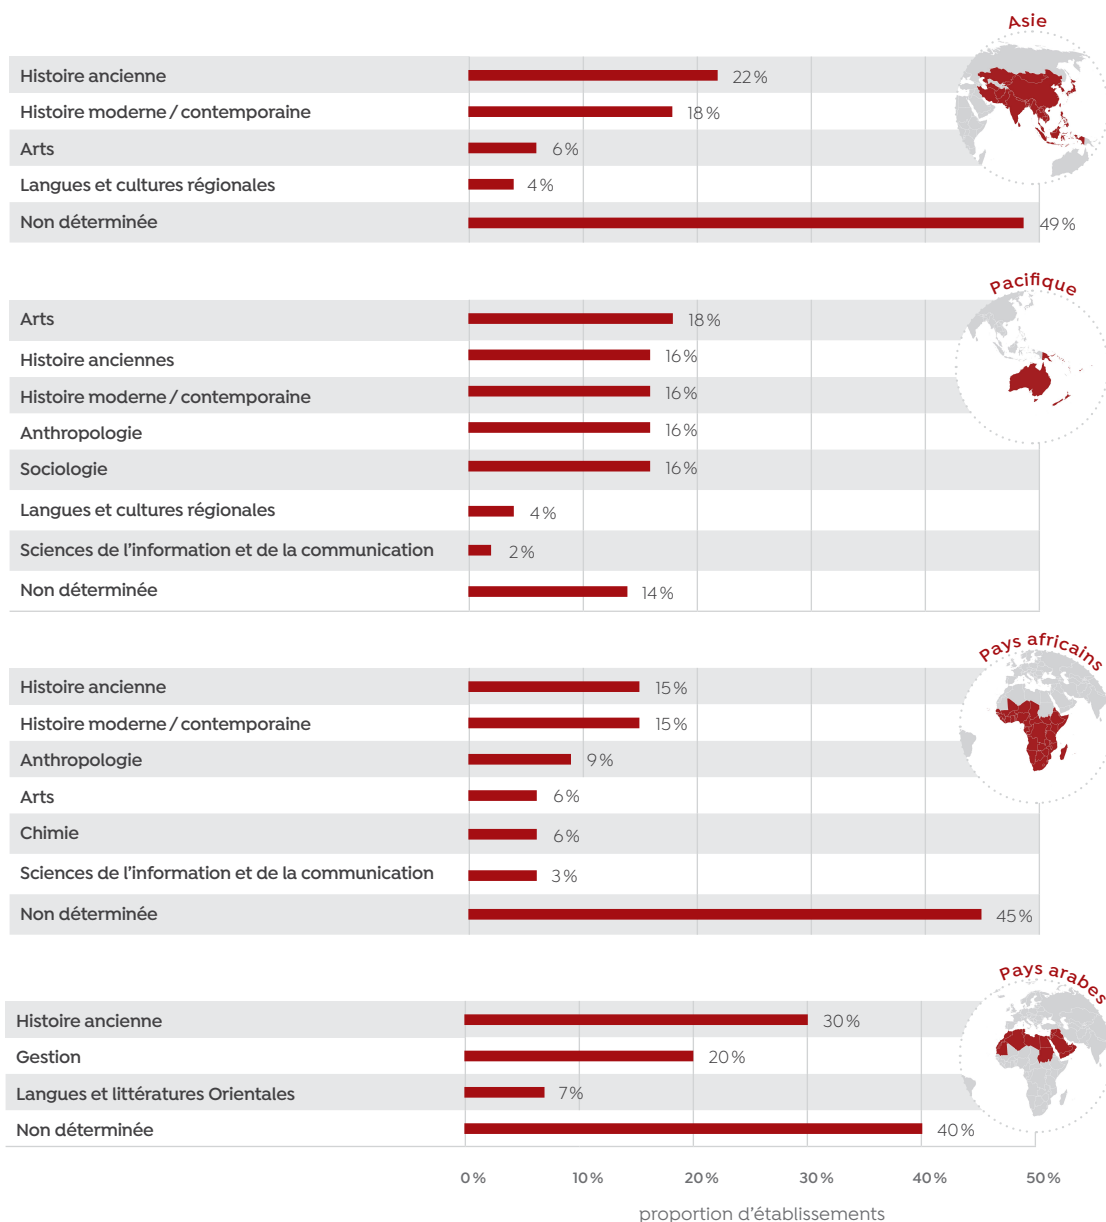 Asie
Histoire ancienne 22 %
Histoire moderne / contemporaine 18 %
Arts 6 %
Langues et cultures régionales 4 %
Non déterminée 49 %
Pacifique
Arts 18 %
Histoire anciennes 16 %
Histoire moderne / contemporaine 16 %
Anthropologie 16 %
Sociologie 16 %
Langues et cultures régionales 4 %
Sciences de l'information et de la communication 2 %
Non déterminée 14 %
Pays africains
Histoire ancienne 15 %
Histoire moderne / contemporaine 15 %
Anthropologie 9 %
Arts 6 %
Chimie 6 %
Sciences de l'information et de la communication 3 %
Non déterminée 45 %
Pays arabes
Histoire ancienne 30 %
Gestion 20 %
Langues et littératures Orientales 7 %
Non déterminée 40 %
0 % 10 % 20 % 30 % 40 % 50 %
proportion d'établissements